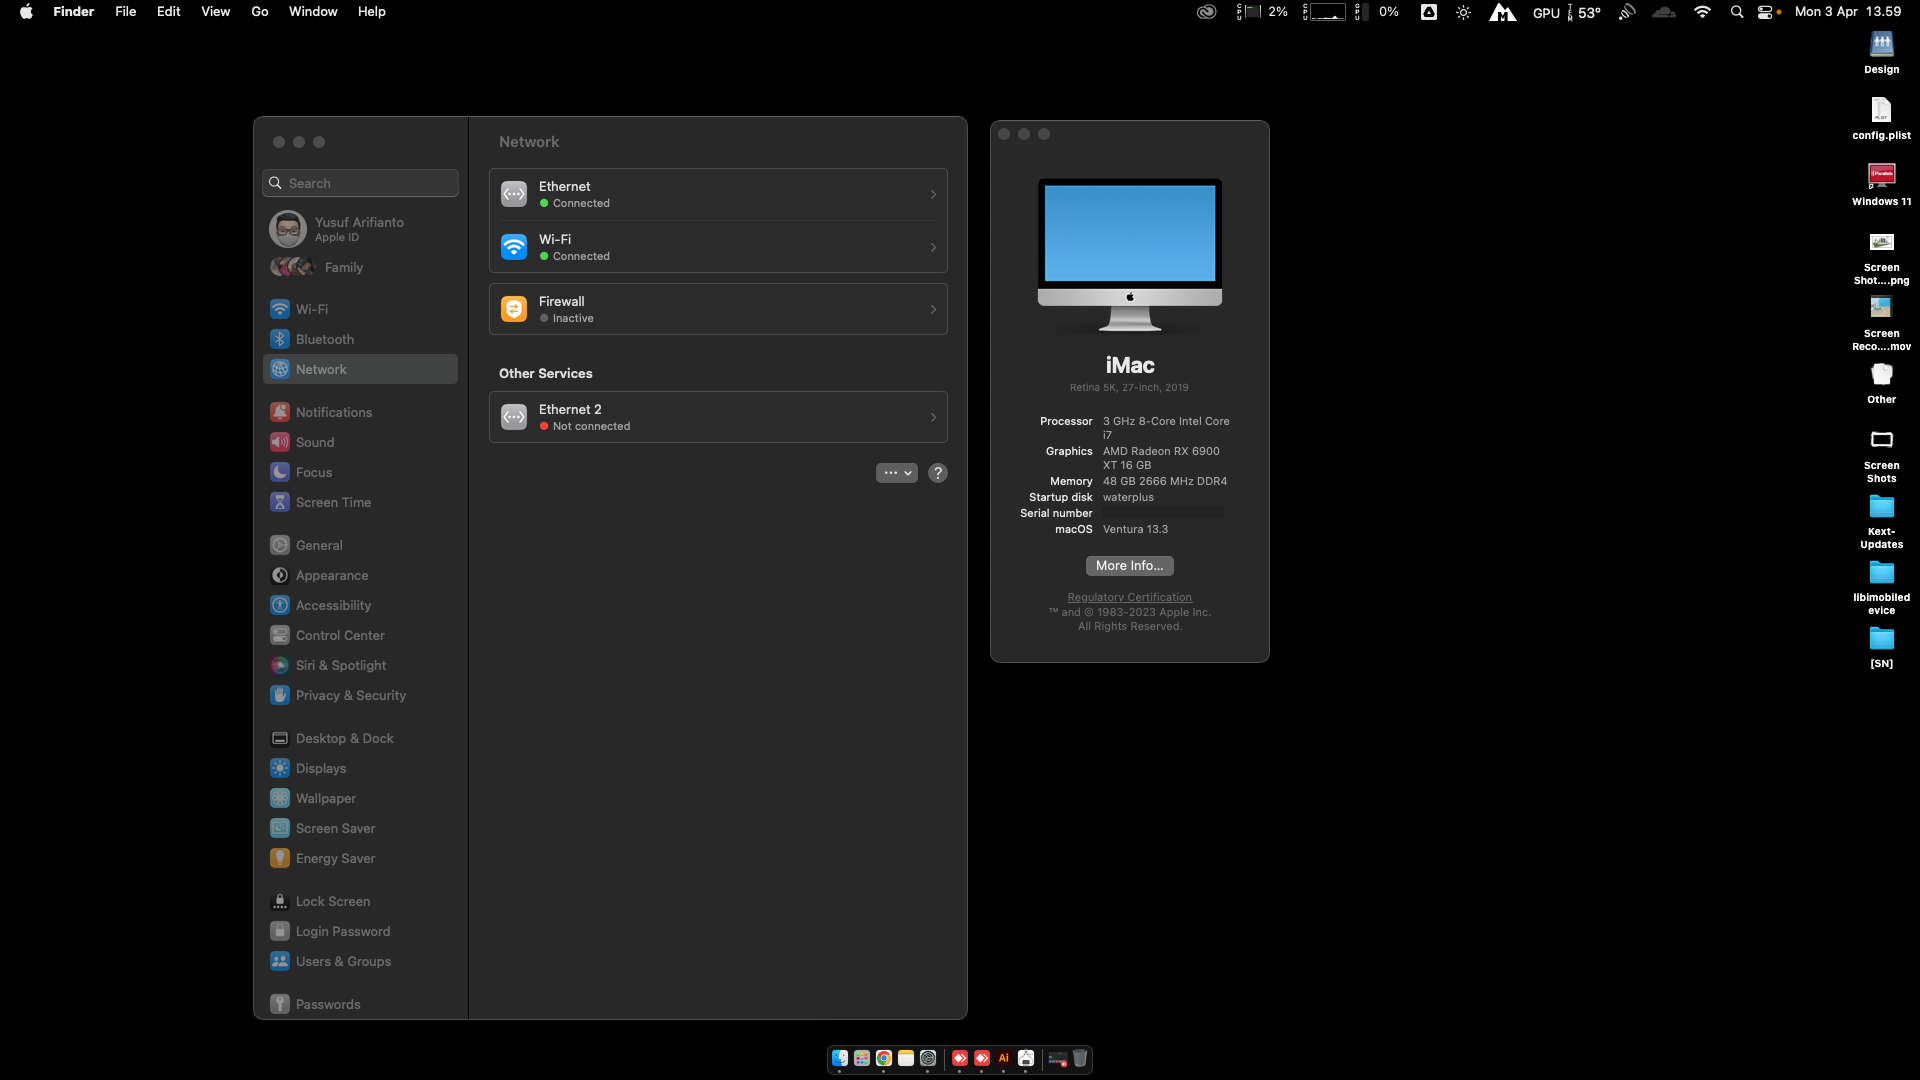 Finder File Edit View Go Window Help
2% 0% GPU 53° Mon 3 Apr 13.59
Network
Search
Yusuf Arifianto
Apple ID
Family
Wi-Fi
Bluetooth
Network
Notifications
Sound
Focus
Screen Time
General
Appearance
Accessibility
Control Center
Siri & Spotlight
Privacy & Security
Desktop & Dock
Displays
Wallpaper
Screen Saver
Energy Saver
Lock Screen
Login Password
Users & Groups
Passwords
Ethernet
Connected
Wi-Fi
Connected
Firewall
Inactive
Other Services
Ethernet 2
Not connected
?
iMac
Retina 5K, 27-inch, 2019
Processor 3 GHz 8-Core Intel Core
i7
Graphics AMD Radeon RX 6900
XT 16 GB
Memory 48 GB 2666 MHz DDR4
Startup disk waterplus
Serial number
macOS Ventura 13.3
More Info...
Regulatory Certification
™ and © 1983-2023 Apple Inc.
All Rights Reserved.
Design
config.plist
Windows 11
Screen
Shot....png
Screen
Reco....mov
Other
Screen
Shots
Kext-
Updates
libimobiled
evice
[SN]
Ai